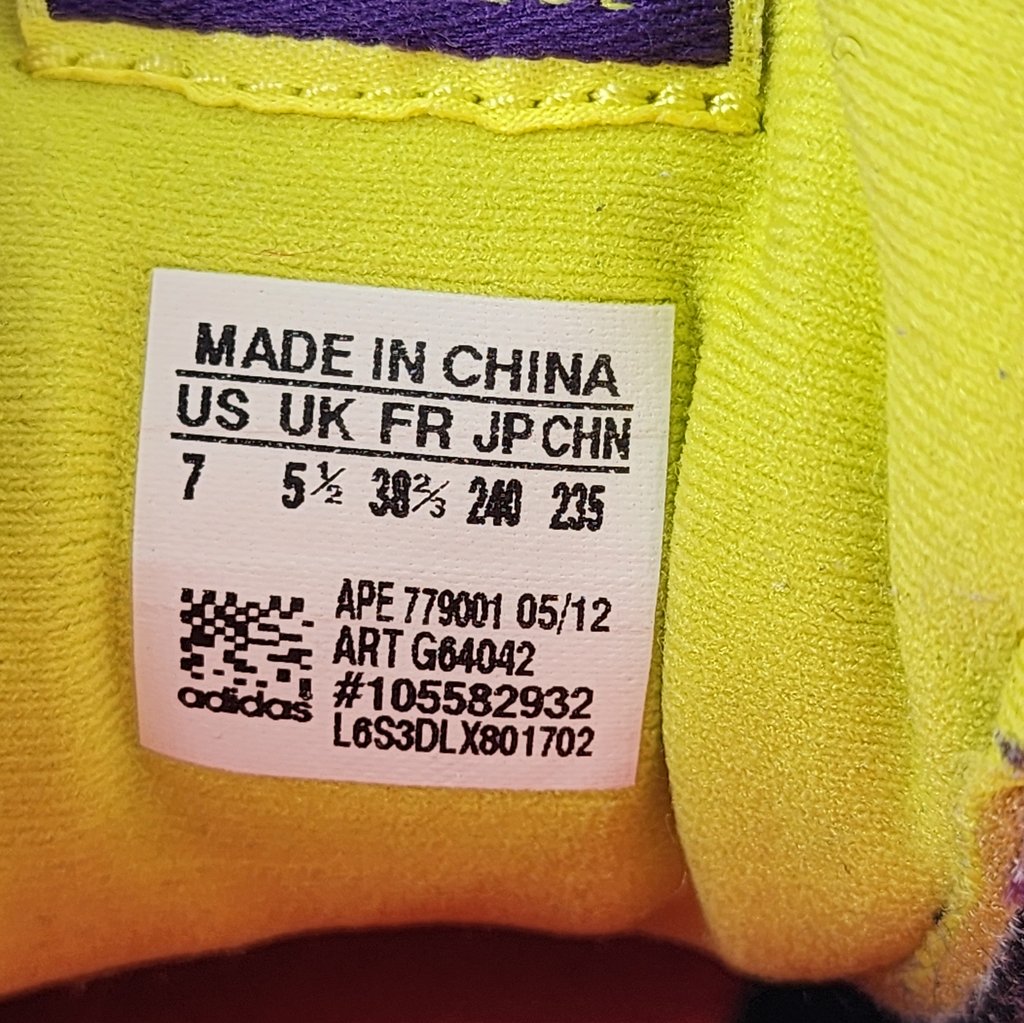 MADE IN CHINA
US UK FR JP CHN
7 5½ 38⅔ 240 235
APE 779001 05/12
ART G64042
#105582932
L6S3DLX801702
adidas